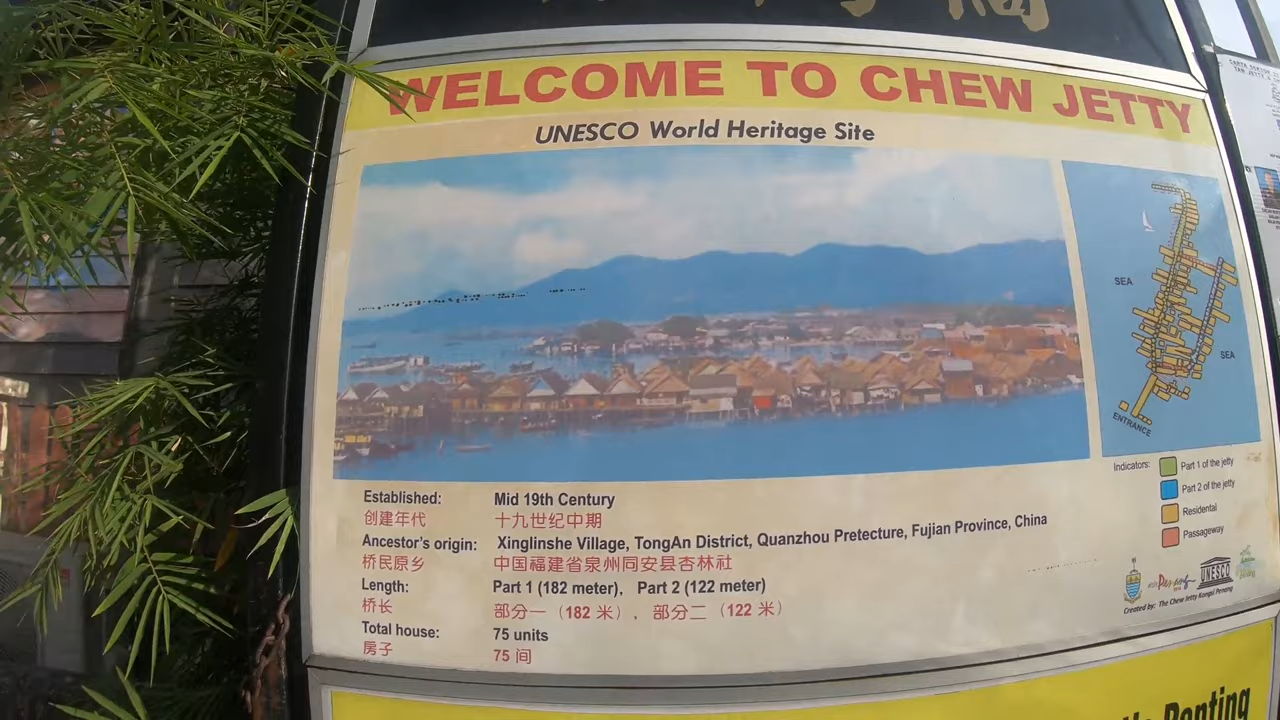 WELCOME TO CHEW JETTY
UNESCO World Heritage Site
SEA
SEA
ENTRANCE
Indicators:
Part 1 of the jetty
Part 2 of the jetty
Residental
Passageway
Established: Mid 19th Century
创建年代 十九世纪中期
Ancestor's origin: Xinglinshe Village, TongAn District, Quanzhou Pretecture, Fujian Province, China
桥民原乡 中国福建省泉州同安县杏林社
Length: Part 1 (182 meter), Part 2 (122 meter)
桥长 部分一（182 米），部分二（122 米）
Total house: 75 units
房子 75 间
UNESCO
Created by: The Chew Jetty Kongsi Penang